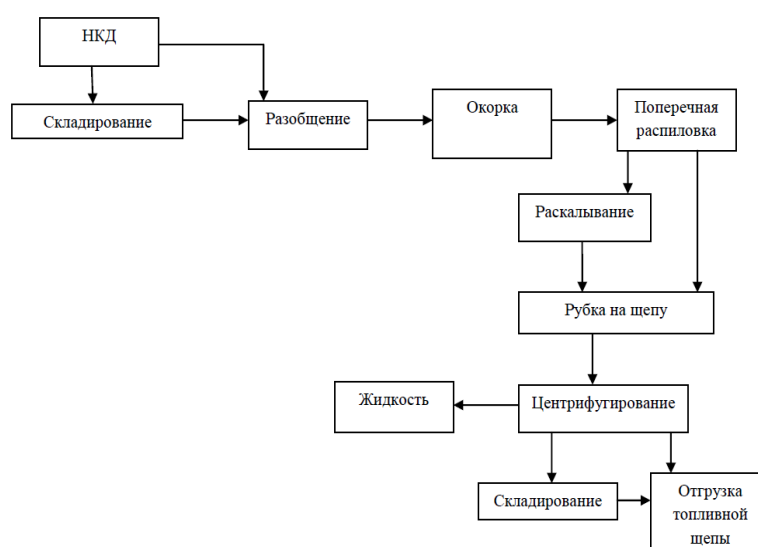 НКД
Складирование
Разобщение
Окорка
Поперечная
распиловка
Раскалывание
Рубка на щепу
Жидкость
Центрифугирование
Складирование
Отгрузка
топливной
щепы